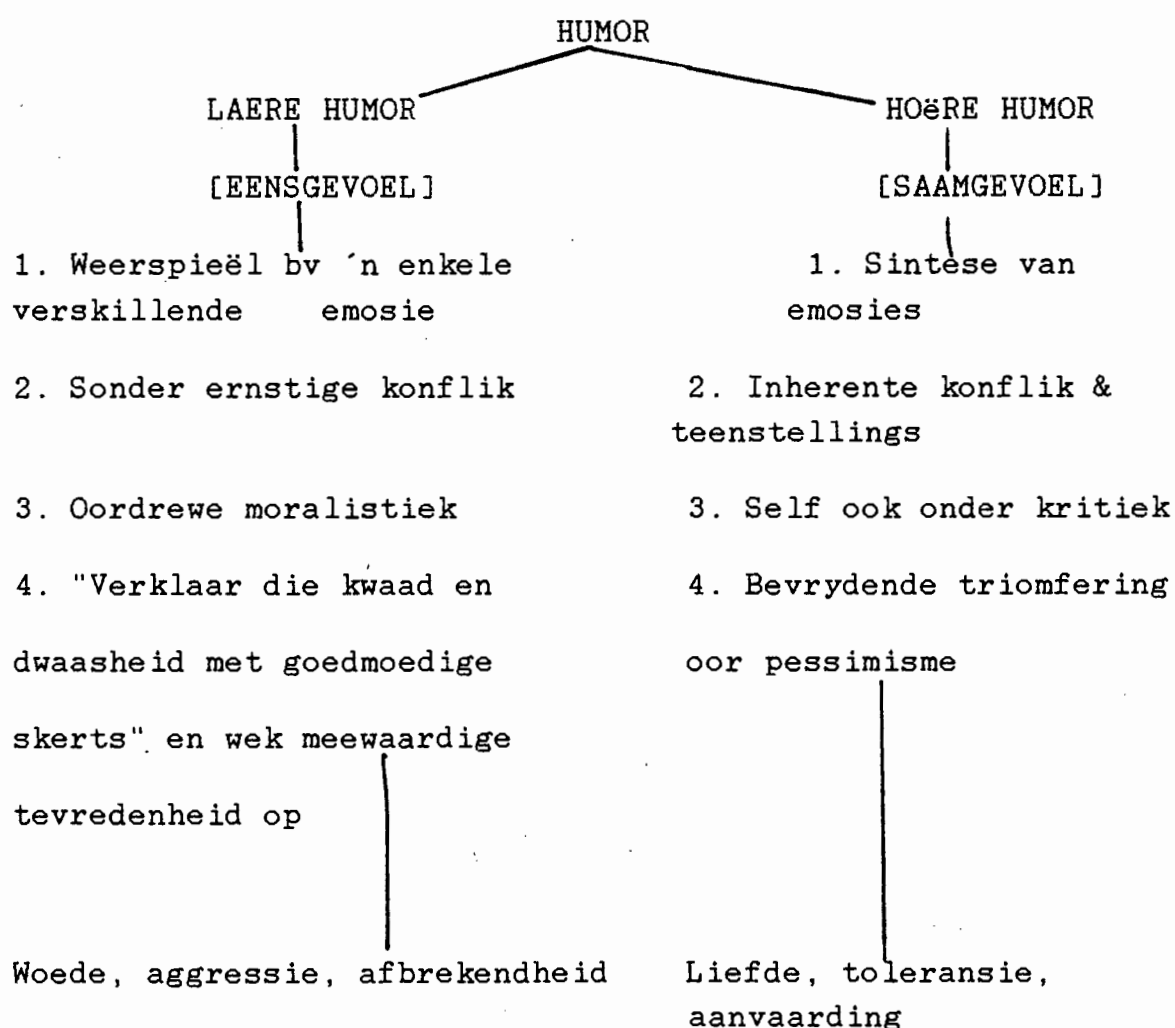 HUMOR
LAERE HUMOR
HOëRE HUMOR
[EENSGEVOEL]
[SAAMGEVOEL]
1. Weerspieël bv ´n enkele
verskillende emosie
1. Sintese van
emosies
2. Sonder ernstige konflik
2. Inherente konflik &
teenstellings
3. Oordrewe moralistiek
3. Self ook onder kritiek
4. "Verklaar die kwaad en
dwaasheid met goedmoedige
skerts" en wek meewaardige
tevredenheid op
4. Bevrydende triomfering
oor pessimisme
Woede, aggressie, afbrekendheid
Liefde, toleransie,
aanvaarding